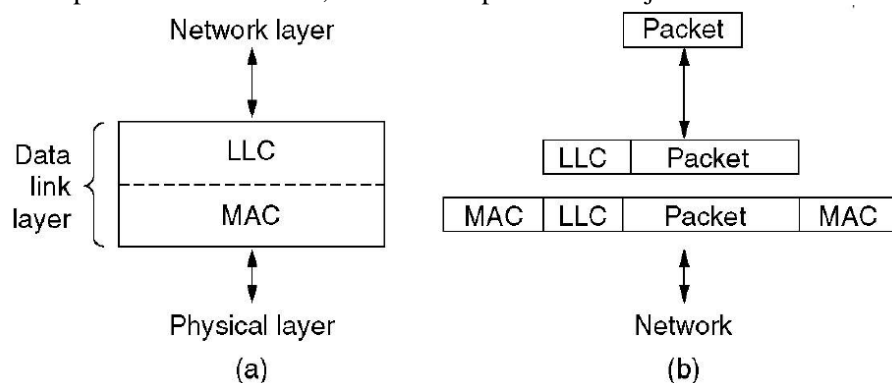 Network layer
Data link layer
LLC
MAC
Physical layer
(a)
Packet
LLC Packet
MAC LLC Packet MAC
Network
(b)